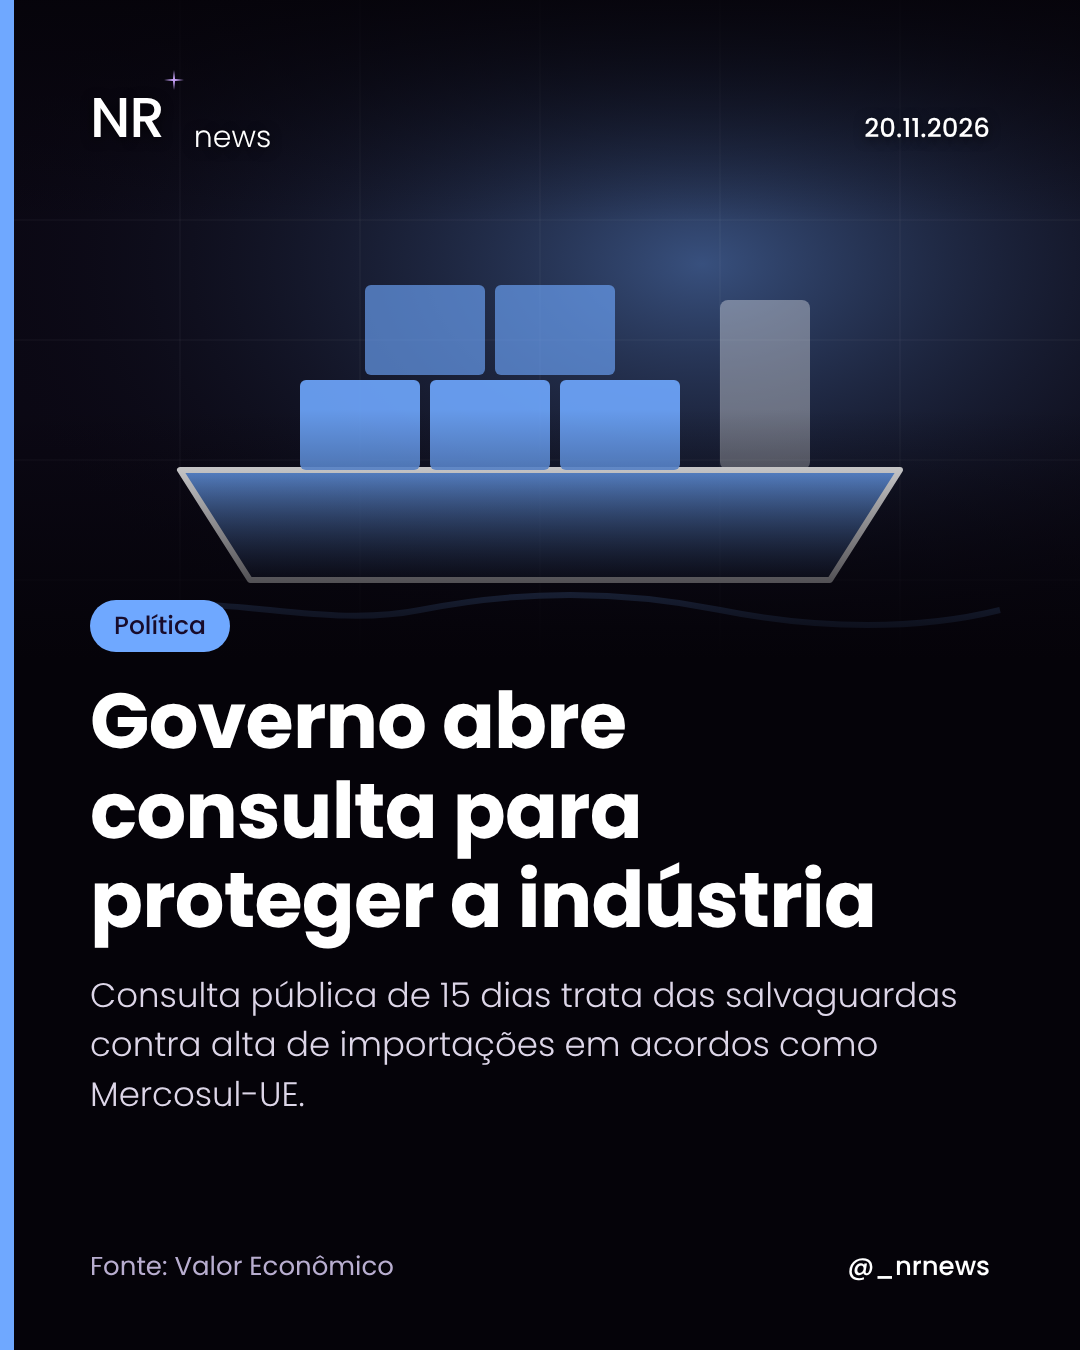 NR news
20.11.2026
Política
Governo abre
consulta para
proteger a indústria
Consulta pública de 15 dias trata das salvaguardas
contra alta de importações em acordos como
Mercosul-UE.
Fonte: Valor Econômico
@_nrnews